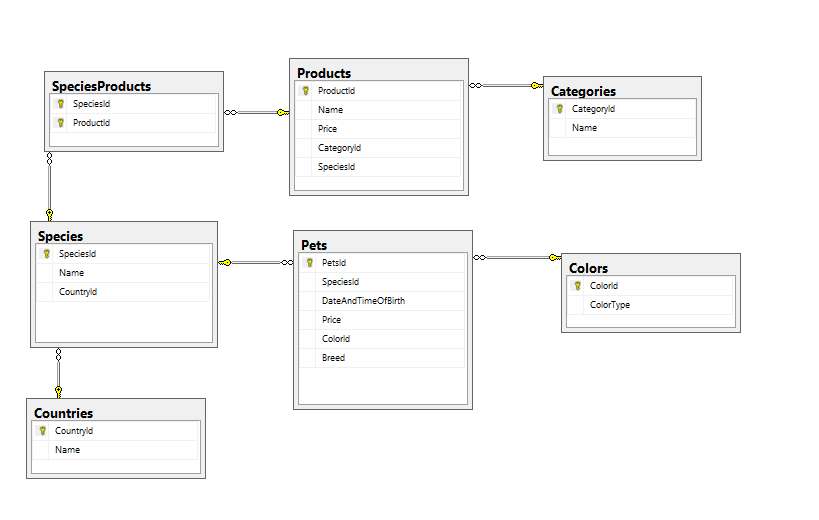 SpeciesProducts
SpeciesId
ProductId
Products
ProductId
Name
Price
CategoryId
SpeciesId
Categories
CategoryId
Name
Species
SpeciesId
Name
CountryId
Pets
PetsId
SpeciesId
DateAndTimeOfBirth
Price
ColorId
Breed
Colors
ColorId
ColorType
Countries
CountryId
Name